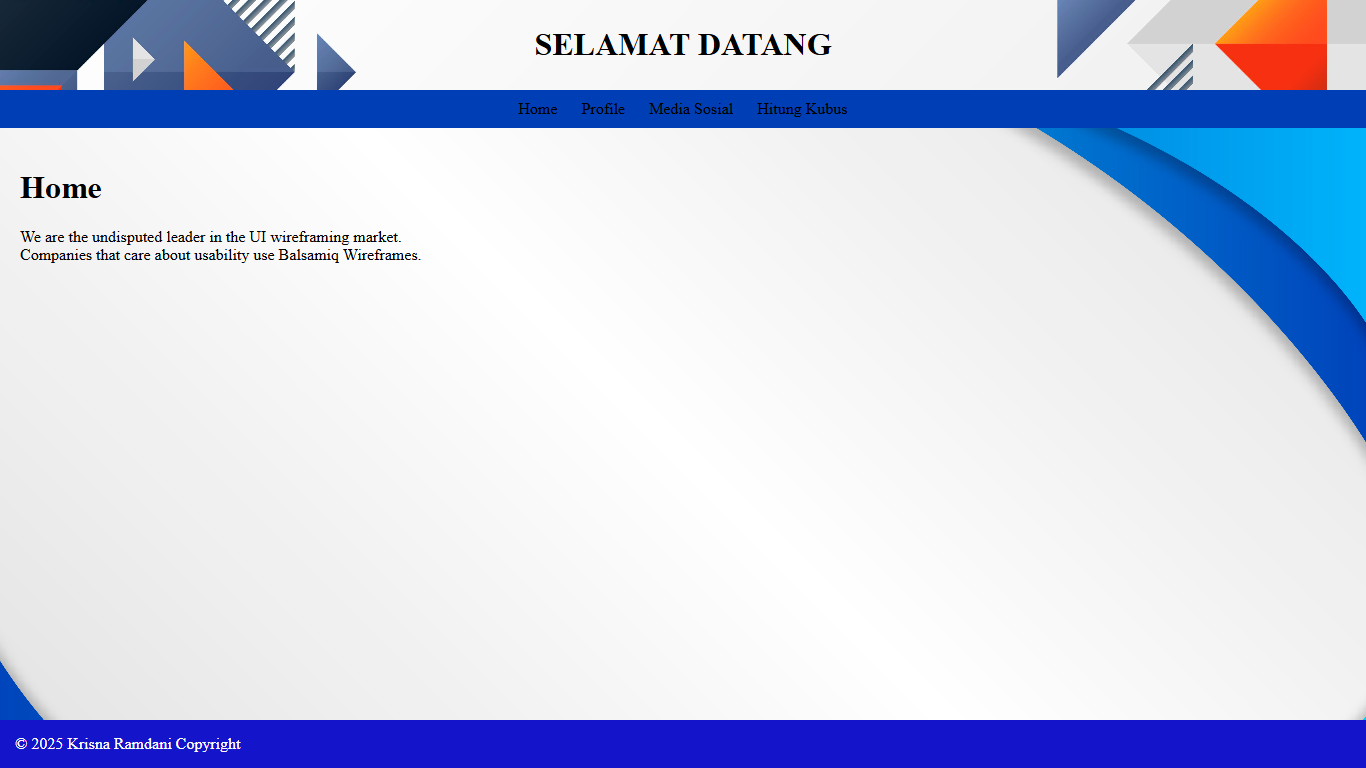 SELAMAT DATANG
Home Profile Media Sosial Hitung Kubus
Home
We are the undisputed leader in the UI wireframing market.
Companies that care about usability use Balsamiq Wireframes.
© 2025 Krisna Ramdani Copyright